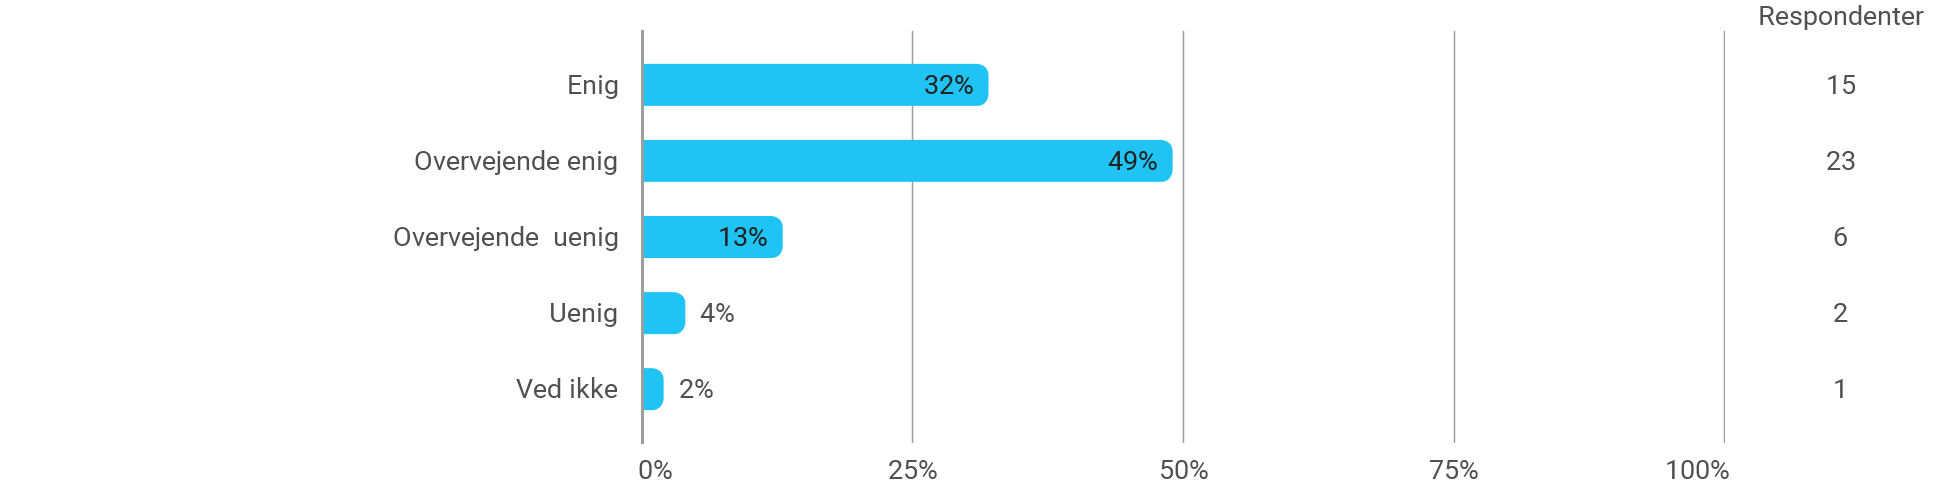 Respondenter
Enig 32% 15
Overvejende enig 49% 23
Overvejende  uenig 13% 6
Uenig 4% 2
Ved ikke 2% 1
0% 25% 50% 75% 100%